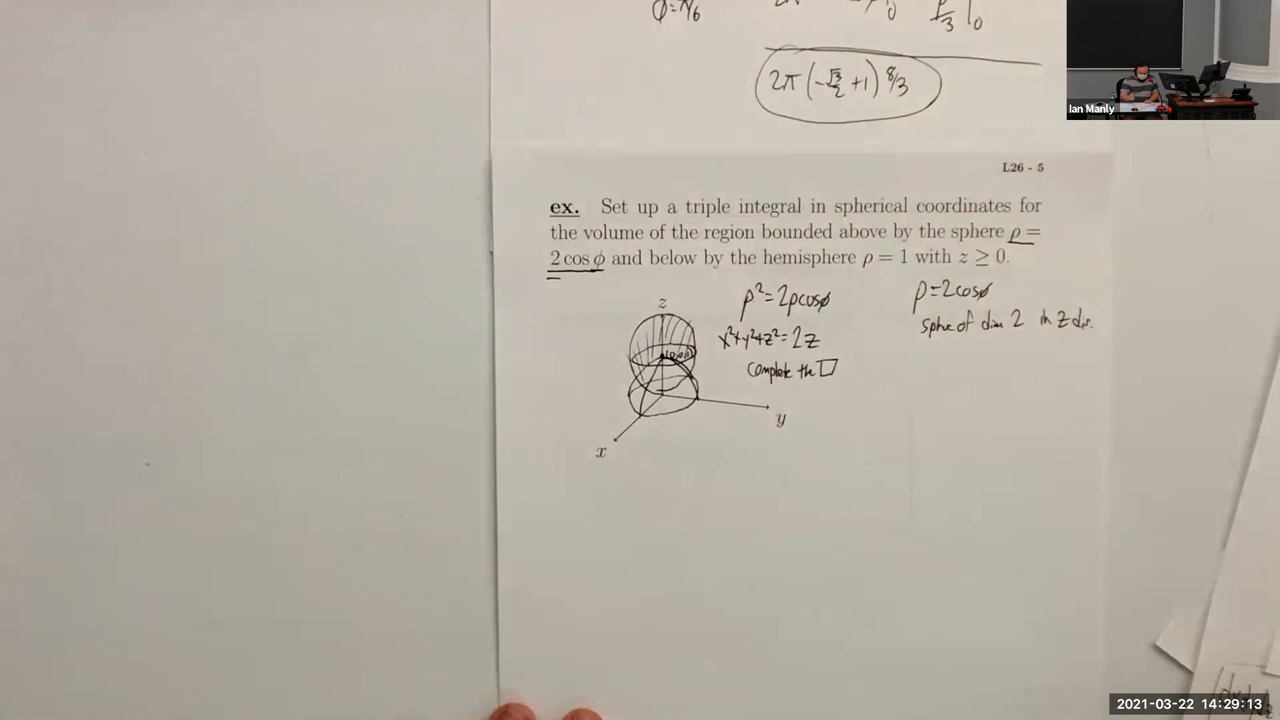 φ=π/6
3 |0
2π (-√3/2 +1) 8/3
Ian Manly
L26 - 5
ex. Set up a triple integral in spherical coordinates for
the volume of the region bounded above by the sphere ρ =
2 cos ϕ and below by the hemisphere ρ = 1 with z ≥ 0.
z
ρ²=2ρcosϕ
x²+y²+z²=2z
complete the □
ρ=2cosϕ
sphere of diam 2 in z dir.
y
x
2021-03-22 14:29:13